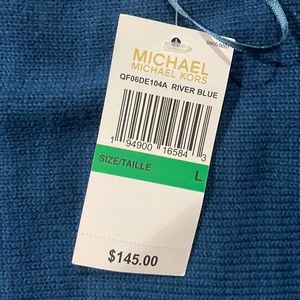 MICHAEL
MICHAEL KORS
QF06DE104A RIVER BLUE
1 94900 16584 3
SIZE/TAILLE L
$145.00